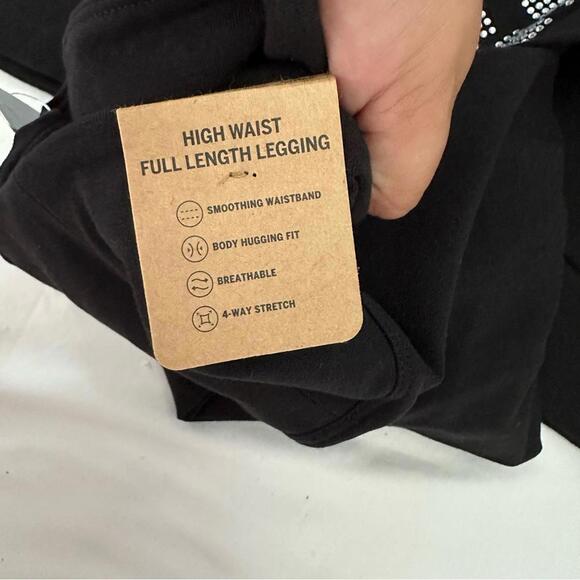 HIGH WAIST
FULL LENGTH LEGGING
SMOOTHING WAISTBAND
BODY HUGGING FIT
BREATHABLE
4-WAY STRETCH